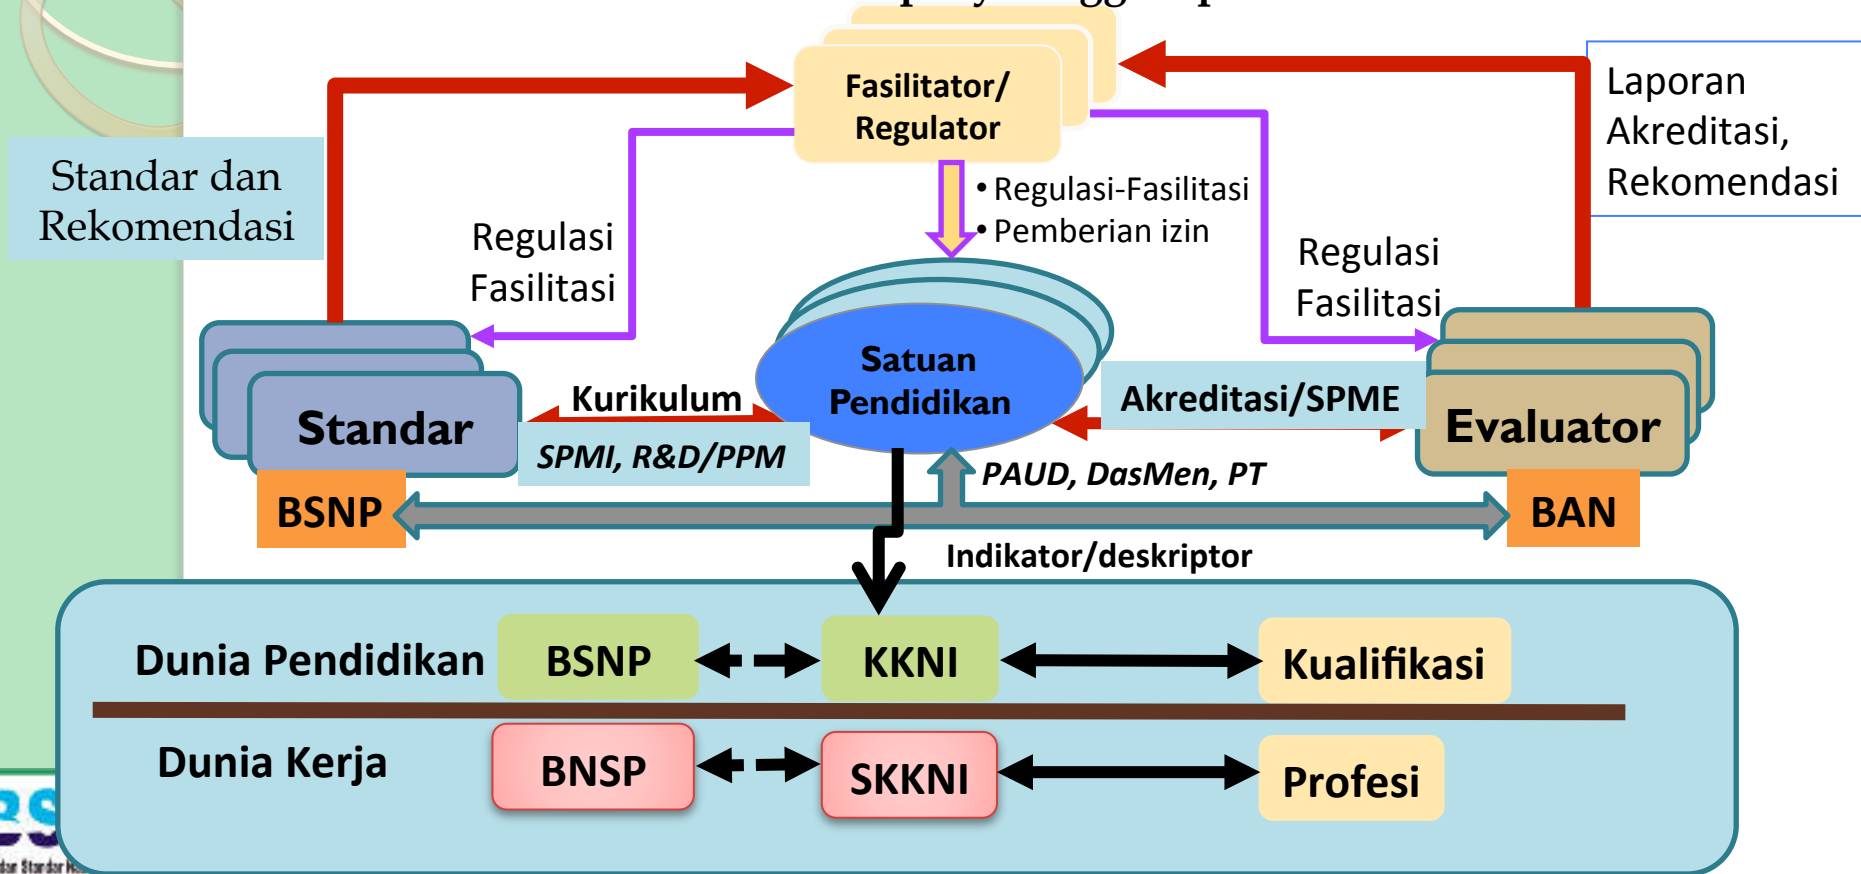 Fasilitator/
Regulator
Laporan
Akreditasi,
Rekomendasi
Standar dan
Rekomendasi
• Regulasi-Fasilitasi
• Pemberian izin
Regulasi
Fasilitasi
Regulasi
Fasilitasi
Satuan
Pendidikan
Kurikulum
Akreditasi/SPME
Standar
Evaluator
SPMI, R&D/PPM
PAUD, DasMen, PT
BSNP
BAN
Indikator/deskriptor
Dunia Pendidikan
BSNP
KKNI
Kualifikasi
Dunia Kerja
BNSP
SKKNI
Profesi